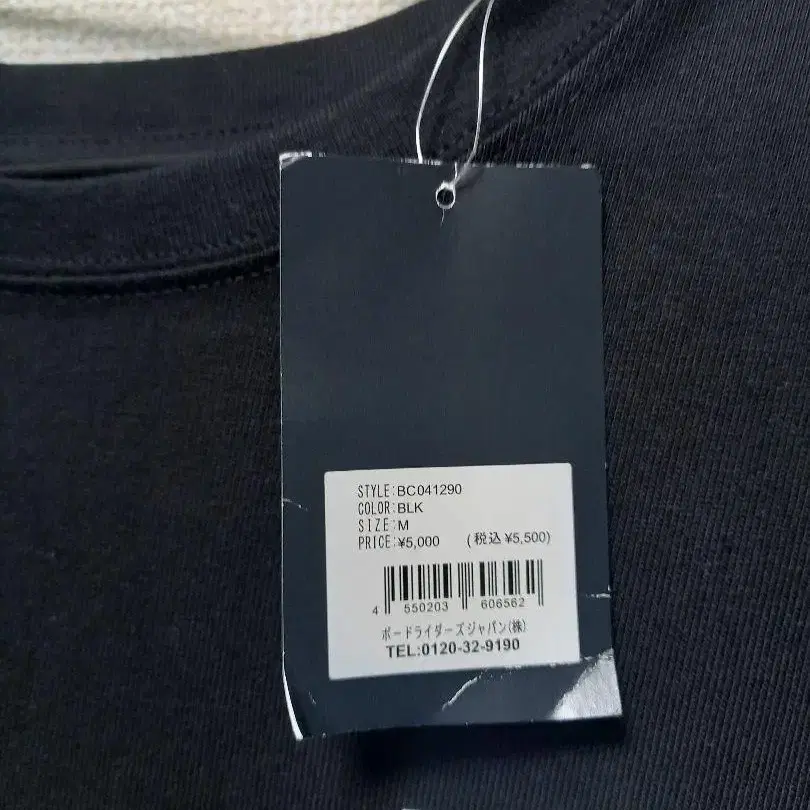 STYLE:BC041290
COLOR:BLK
SIZE:M
PRICE:¥5,000 (税込¥5,500)
4 550203 606562
ボードライダーズジャパン(株)
TEL:0120-32-9190